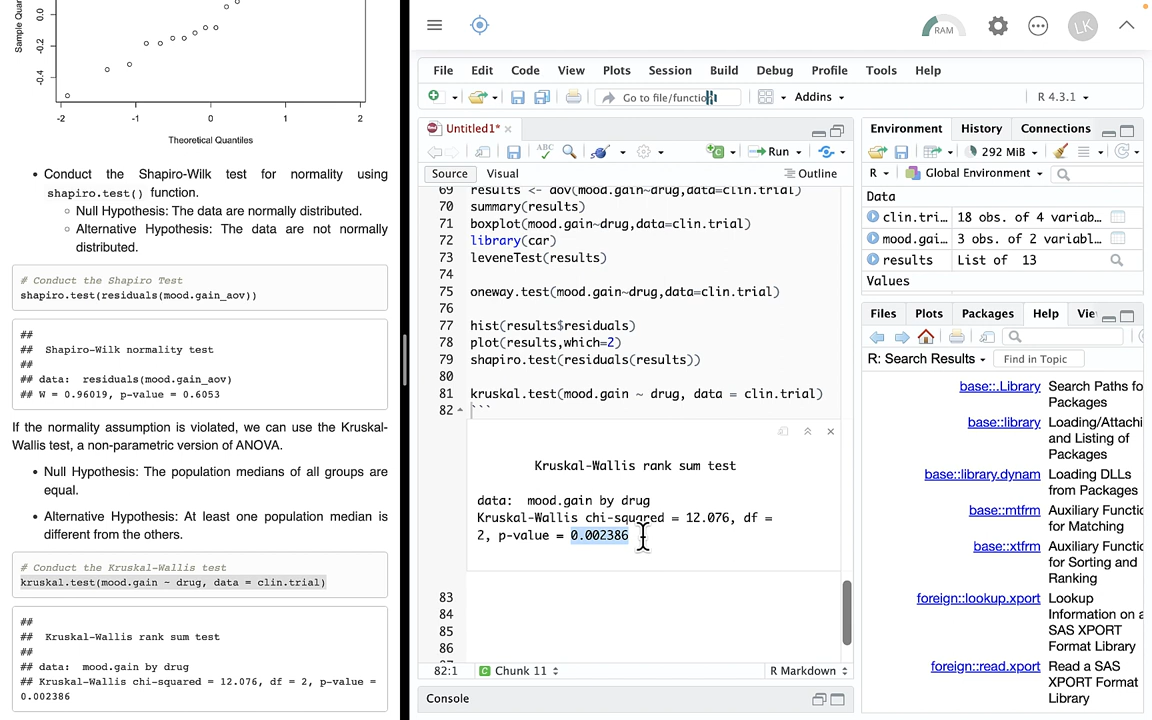 Sample Quan
0.0
-0.2
-0.4
-2
-1
0
1
2
Theoretical Quantiles
• Conduct the Shapiro-Wilk test for normality using
shapiro.test() function.
◦ Null Hypothesis: The data are normally distributed.
◦ Alternative Hypothesis: The data are not normally
distributed.
# Conduct the Shapiro Test
shapiro.test(residuals(mood.gain_aov))
##
## Shapiro-Wilk normality test
##
## data: residuals(mood.gain_aov)
## W = 0.96019, p-value = 0.6053
If the normality assumption is violated, we can use the Kruskal-
Wallis test, a non-parametric version of ANOVA.
• Null Hypothesis: The population medians of all groups are
equal.
• Alternative Hypothesis: At least one population median is
different from the others.
# Conduct the Kruskal-Wallis test
kruskal.test(mood.gain ~ drug, data = clin.trial)
##
## Kruskal-Wallis rank sum test
##
## data: mood.gain by drug
## Kruskal-Wallis chi-squared = 12.076, df = 2, p-value =
0.002386
RAM
LK
File Edit Code View Plots Session Build Debug Profile Tools Help
Go to file/functio
Addins
R 4.3.1
Untitled1*
ABC
Run
Source Visual
Outline
69 results <- aov(mood.gain~drug,data=clin.trial)
70 summary(results)
71 boxplot(mood.gain~drug,data=clin.trial)
72 library(car)
73 leveneTest(results)
74
75 oneway.test(mood.gain~drug,data=clin.trial)
76
77 hist(results$residuals)
78 plot(results,which=2)
79 shapiro.test(residuals(results))
80
81 kruskal.test(mood.gain ~ drug, data = clin.trial)
82 ```
Kruskal-Wallis rank sum test
data: mood.gain by drug
Kruskal-Wallis chi-squared = 12.076, df =
2, p-value = 0.002386
83
84
85
86
82:1
Chunk 11
R Markdown
Console
Environment History Connections
292 MiB
R
Global Environment
Data
clin.tri… 18 obs. of 4 variab…
mood.gai… 3 obs. of 2 variabl…
results List of 13
Values
Files Plots Packages Help Vie
R: Search Results
Find in Topic
base::.Library Search Paths fo
Packages
base::library Loading/Attachi
and Listing of
Packages
base::library.dynam Loading DLLs
from Packages
base::mtfrm Auxiliary Functio
for Matching
base::xtfrm Auxiliary Functio
for Sorting and
Ranking
foreign::lookup.xport Lookup
Information on a
SAS XPORT
Format Library
foreign::read.xport Read a SAS
XPORT Format
Library